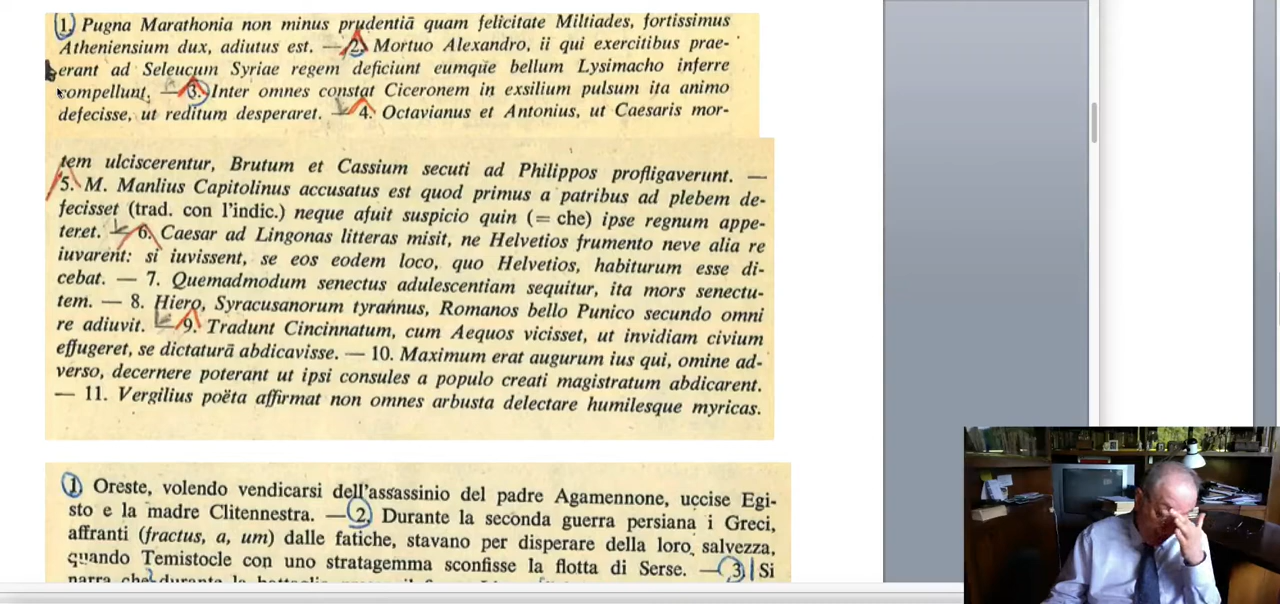 1. Pugna Marathonia non minus prudentiā quam felicitate Miltiades, fortissimus
Atheniensium dux, adiutus est. — 2. Mortuo Alexandro, ii qui exercitibus prae-
erant ad Seleucum Syriae regem deficiunt eumque bellum Lysimacho inferre
compellunt. — 3. Inter omnes constat Ciceronem in exsilium pulsum ita animo
defecisse, ut reditum desperaret. — 4. Octavianus et Antonius, ut Caesaris mor-
tem ulciscerentur, Brutum et Cassium secuti ad Philippos profligaverunt. —
5. M. Manlius Capitolinus accusatus est quod primus a patribus ad plebem de-
fecisset (trad. con l'indic.) neque afuit suspicio quin (= che) ipse regnum appe-
teret. — 6. Caesar ad Lingonas litteras misit, ne Helvetios frumento neve alia re
iuvarent: si iuvissent, se eos eodem loco, quo Helvetios, habiturum esse di-
cebat. — 7. Quemadmodum senectus adulescentiam sequitur, ita mors senectu-
tem. — 8. Hiero, Syracusanorum tyrannus, Romanos bello Punico secundo omni
re adiuvit. — 9. Tradunt Cincinnatum, cum Aequos vicisset, ut invidiam civium
effugeret, se dictaturā abdicavisse. — 10. Maximum erat augurum ius qui, omine ad-
verso, decernere poterant ut ipsi consules a populo creati magistratum abdicarent.
— 11. Vergilius poëta affirmat non omnes arbusta delectare humilesque myricas.
1 Oreste, volendo vendicarsi dell'assassinio del padre Agamennone, uccise Egi-
sto e la madre Clitennestra. — 2. Durante la seconda guerra persiana i Greci,
affranti (fractus, a, um) dalle fatiche, stavano per disperare della loro salvezza,
quando Temistocle con uno stratagemma sconfisse la flotta di Serse. — 3. Si
narra che durante la